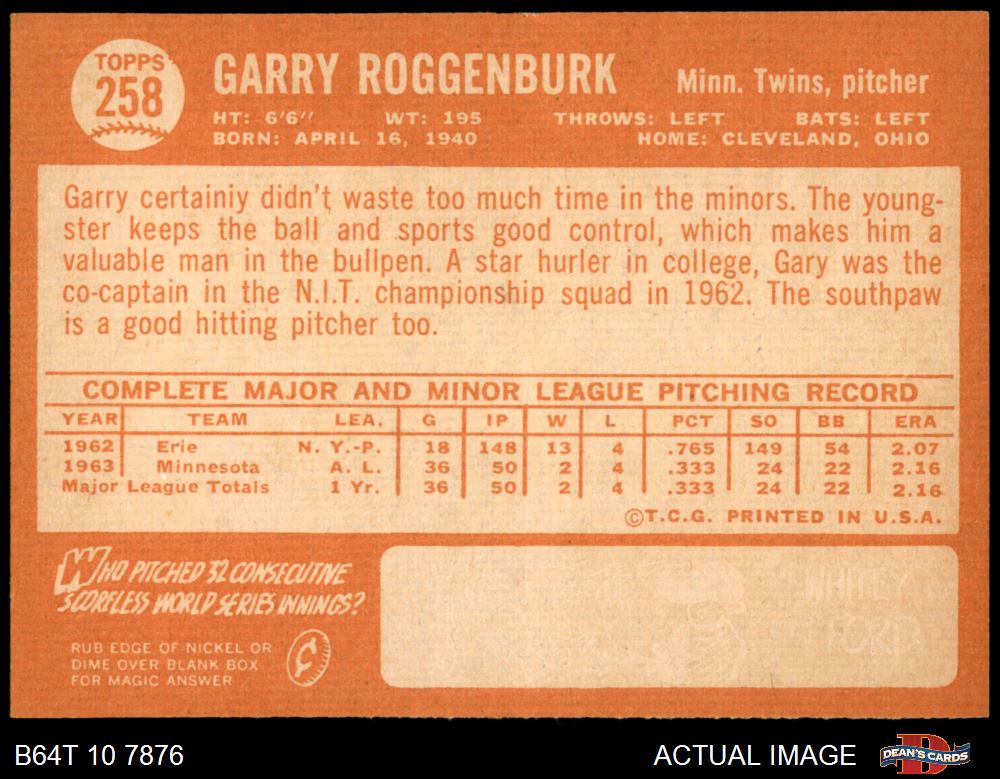 TOPPS
258
GARRY ROGGENBURK Minn. Twins, pitcher
HT: 6'6" WT: 195 THROWS: LEFT BATS: LEFT
BORN: APRIL 16, 1940 HOME: CLEVELAND, OHIO
Garry certainiy didn't waste too much time in the minors. The young-
ster keeps the ball and sports good control, which makes him a
valuable man in the bullpen. A star hurler in college, Gary was the
co-captain in the N.I.T. championship squad in 1962. The southpaw
is a good hitting pitcher too.
COMPLETE MAJOR AND MINOR LEAGUE PITCHING RECORD
YEAR TEAM LEA. G IP W L PCT SO BB ERA
1962 Erie N. Y.-P. 18 148 13 4 .765 149 54 2.07
1963 Minnesota A. L. 36 50 2 4 .333 24 22 2.16
Major League Totals 1 Yr. 36 50 2 4 .333 24 22 2.16
©T.C.G. PRINTED IN U.S.A.
WHO PITCHED 32 CONSECUTIVE
SCORELESS WORLD SERIES INNINGS?
RUB EDGE OF NICKEL OR
DIME OVER BLANK BOX
FOR MAGIC ANSWER
¢
WHITEY
FORD
B64T 10 7876 ACTUAL IMAGE DEAN'S CARDS